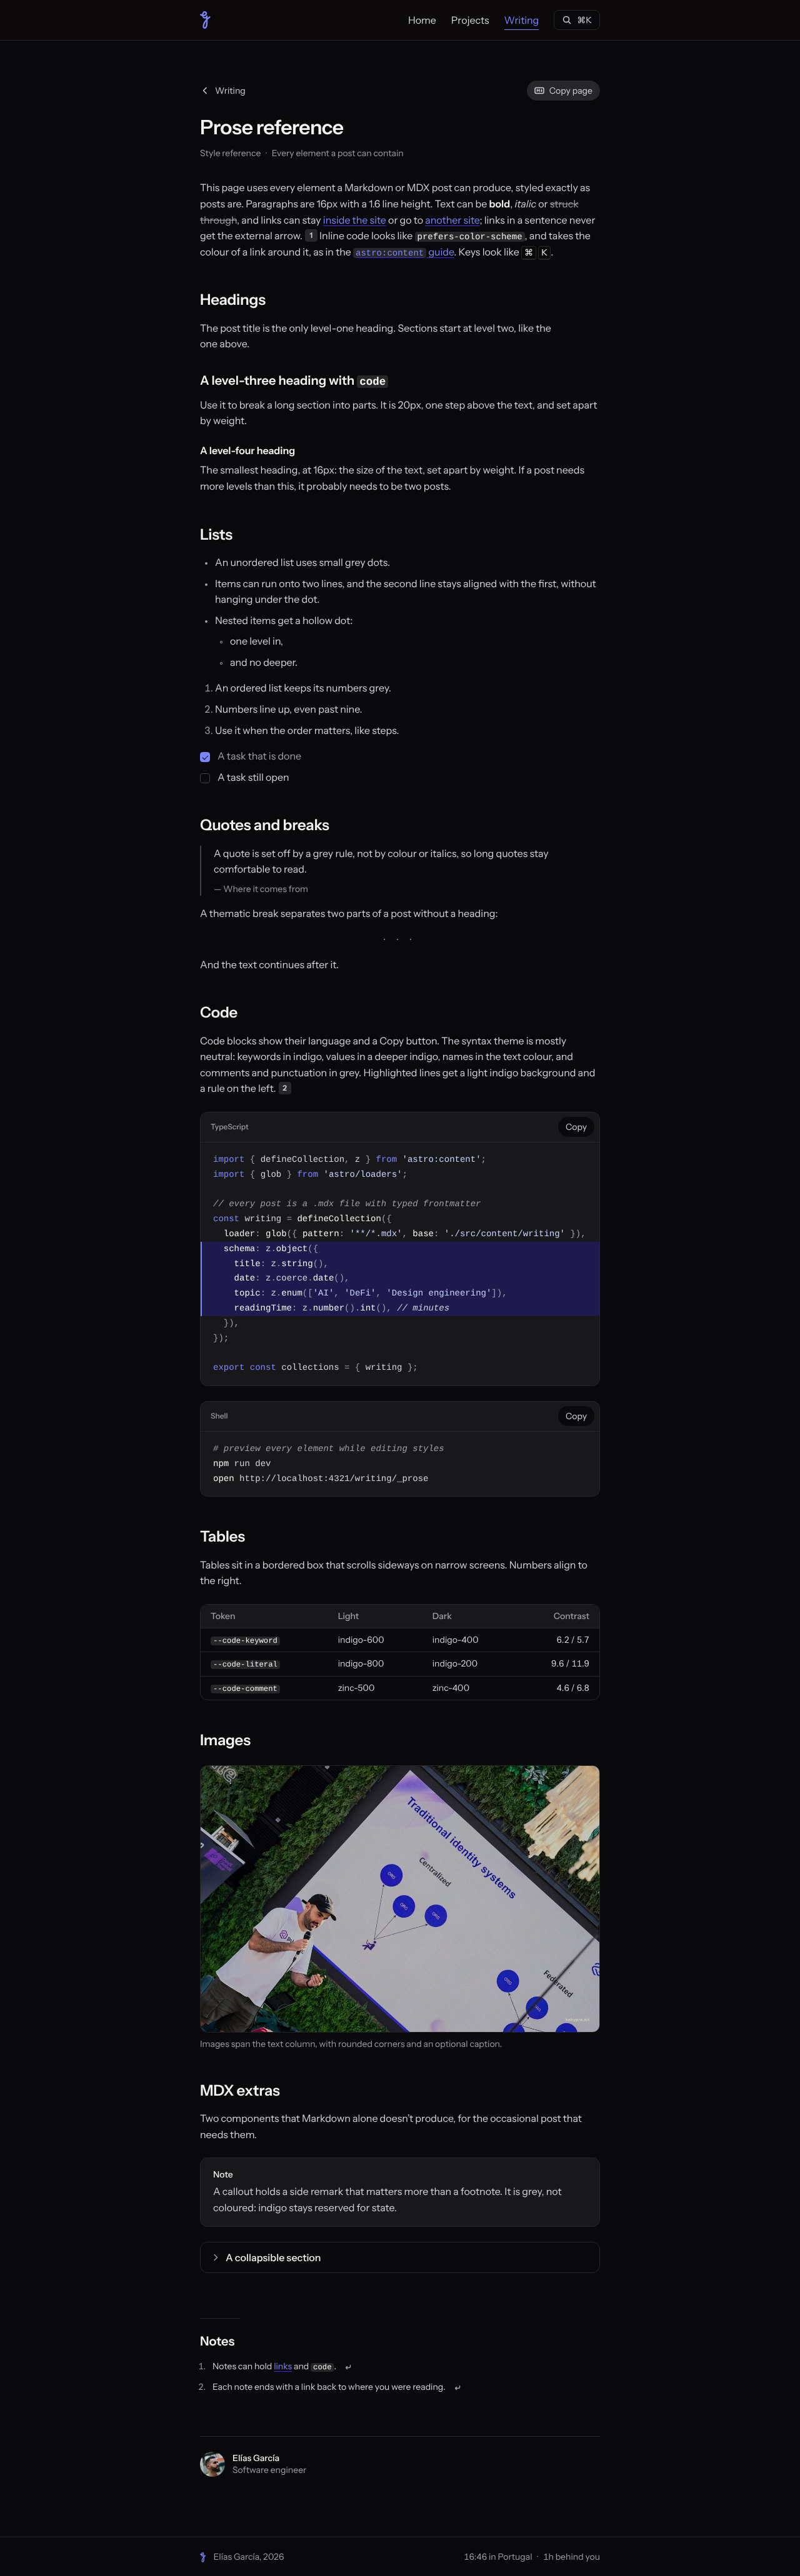 Home Projects Writing ⌘K
Writing Copy page
Prose reference
Style reference · Every element a post can contain
This page uses every element a Markdown or MDX post can produce, styled exactly as
posts are. Paragraphs are 16px with a 1.6 line height. Text can be bold, italic or struck
through, and links can stay inside the site or go to another site; links in a sentence never
get the external arrow. 1 Inline code looks like prefers-color-scheme, and takes the
colour of a link around it, as in the astro:content guide. Keys look like ⌘ K.
Headings
The post title is the only level-one heading. Sections start at level two, like the
one above.
A level-three heading with code
Use it to break a long section into parts. It is 20px, one step above the text, and set apart
by weight.
A level-four heading
The smallest heading, at 16px: the size of the text, set apart by weight. If a post needs
more levels than this, it probably needs to be two posts.
Lists
• An unordered list uses small grey dots.
• Items can run onto two lines, and the second line stays aligned with the first, without
hanging under the dot.
• Nested items get a hollow dot:
◦ one level in,
◦ and no deeper.
1. An ordered list keeps its numbers grey.
2. Numbers line up, even past nine.
3. Use it when the order matters, like steps.
A task that is done
A task still open
Quotes and breaks
A quote is set off by a grey rule, not by colour or italics, so long quotes stay
comfortable to read.
— Where it comes from
A thematic break separates two parts of a post without a heading:
· · ·
And the text continues after it.
Code
Code blocks show their language and a Copy button. The syntax theme is mostly
neutral: keywords in indigo, values in a deeper indigo, names in the text colour, and
comments and punctuation in grey. Highlighted lines get a light indigo background and
a rule on the left. 2
TypeScript Copy
import { defineCollection, z } from 'astro:content';
import { glob } from 'astro/loaders';
// every post is a .mdx file with typed frontmatter
const writing = defineCollection({
loader: glob({ pattern: '**/*.mdx', base: './src/content/writing' }),
schema: z.object({
title: z.string(),
date: z.coerce.date(),
topic: z.enum(['AI', 'DeFi', 'Design engineering']),
readingTime: z.number().int(), // minutes
}),
});
export const collections = { writing };
Shell Copy
# preview every element while editing styles
npm run dev
open http://localhost:4321/writing/_prose
Tables
Tables sit in a bordered box that scrolls sideways on narrow screens. Numbers align to
the right.
Token Light Dark Contrast
--code-keyword indigo-600 indigo-400 6.2 / 5.7
--code-literal indigo-800 indigo-200 9.6 / 11.9
--code-comment zinc-500 zinc-400 4.6 / 6.8
Images
Traditional identity systems
Centralized
Federated
Images span the text column, with rounded corners and an optional caption.
MDX extras
Two components that Markdown alone doesn't produce, for the occasional post that
needs them.
Note
A callout holds a side remark that matters more than a footnote. It is grey, not
coloured: indigo stays reserved for state.
A collapsible section
Notes
1. Notes can hold links and code. ↩
2. Each note ends with a link back to where you were reading. ↩
Elías García
Software engineer
Elías García, 2026 16:46 in Portugal · 1h behind you